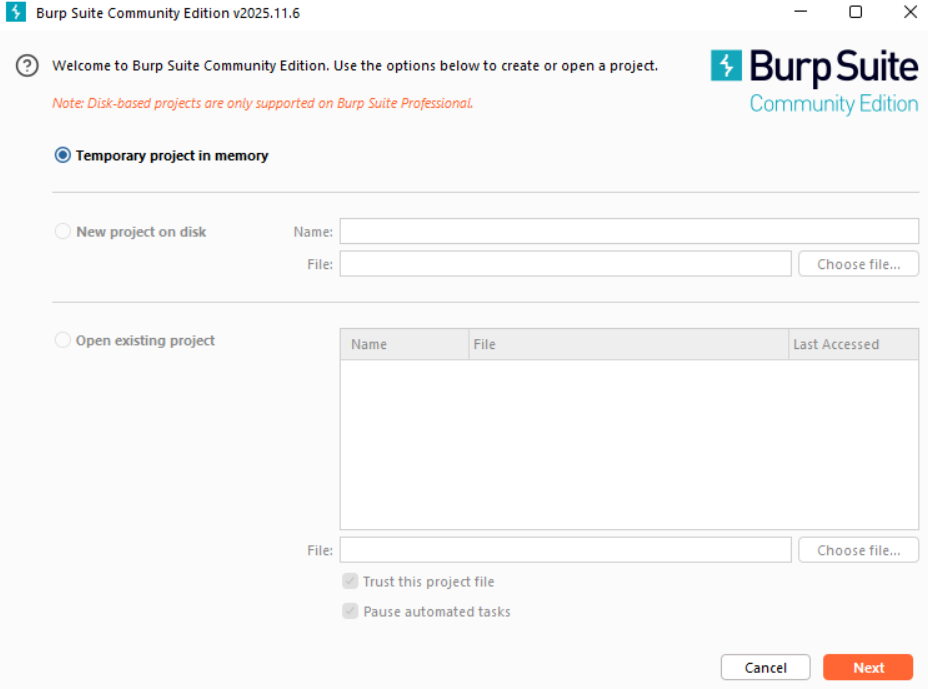 Burp Suite Community Edition v2025.11.6
Welcome to Burp Suite Community Edition. Use the options below to create or open a project.
Note: Disk-based projects are only supported on Burp Suite Professional.
Burp Suite
Community Edition
Temporary project in memory
New project on disk
Name:
File:
Choose file...
Open existing project
Name File Last Accessed
File:
Choose file...
Trust this project file
Pause automated tasks
Cancel
Next